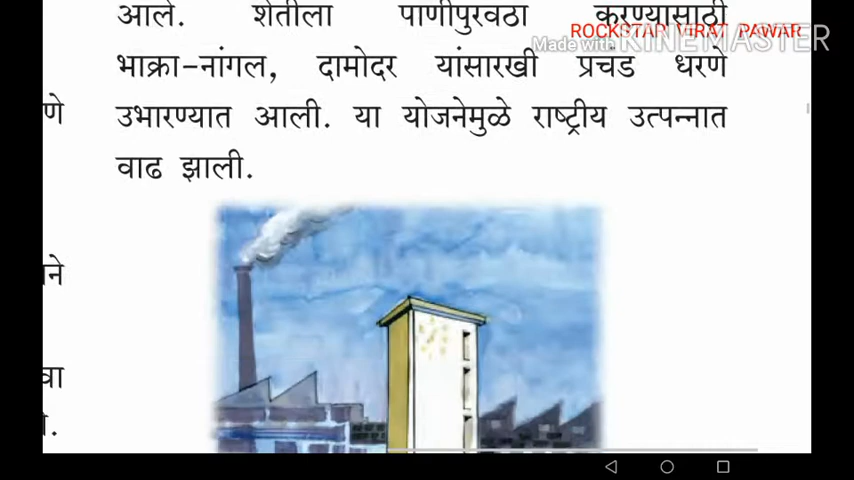 आले. शेतीला पाणीपुरवठा करण्यासाठी
ROCKSTAR VIRAT PAWAR
Made with KINEMASTER
भाक्रा-नांगल, दामोदर यांसारखी प्रचंड धरणे
णे
उभारण्यात आली. या योजनेमुळे राष्ट्रीय उत्पन्नात
वाढ झाली.
ने
वा